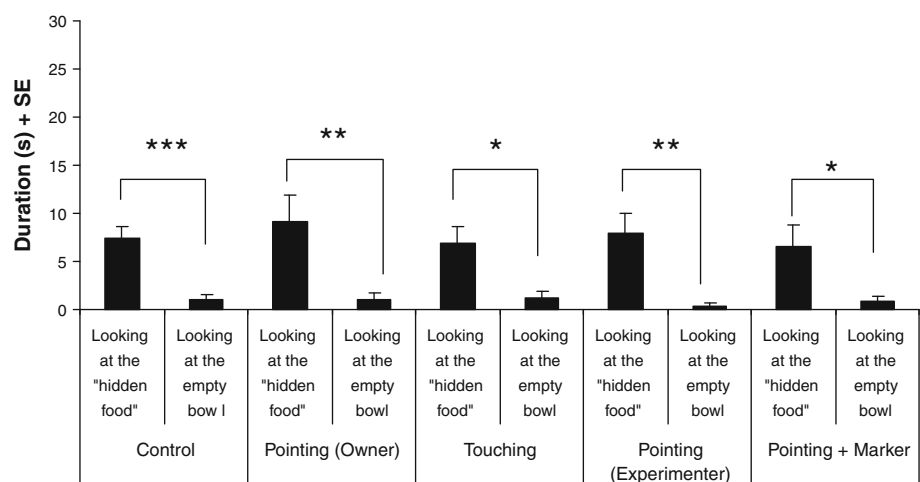 Duration (s) + SE
30
25
20
15
10
5
0
***
**
*
**
*
Looking at the "hidden food"
Looking at the empty bow l
Looking at the "hidden food"
Looking at the empty bowl
Looking at the "hidden food"
Looking at the empty bowl
Looking at the "hidden food"
Looking at the empty bowl
Looking at the "hidden food"
Looking at the empty bowl
Control
Pointing (Owner)
Touching
Pointing
(Experimenter)
Pointing + Marker